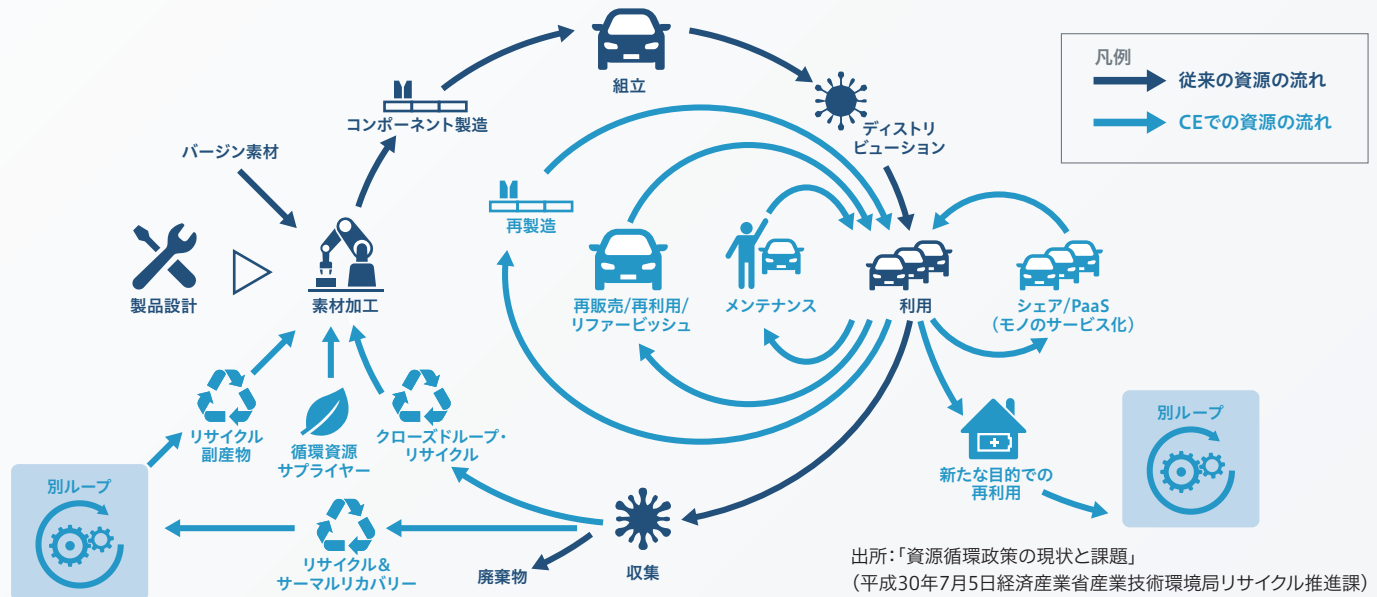 凡例
従来の資源の流れ
CEでの資源の流れ
組立
コンポーネント製造
ディストリ
ビューション
バージン素材
再製造
製品設計
素材加工
再販売/再利用/
リファービッシュ
メンテナンス
利用
シェア/PaaS
(モノのサービス化)
リサイクル
副産物
循環資源
サプライヤー
クローズドループ・
リサイクル
新たな目的での
再利用
別ループ
別ループ
リサイクル&
サーマルリカバリー
廃棄物
収集
出所:「資源循環政策の現状と課題」
(平成30年7月5日経済産業省産業技術環境局リサイクル推進課)